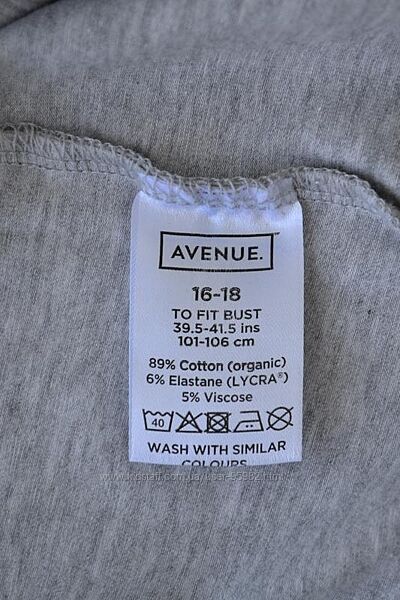 AVENUE.
16-18
TO FIT BUST
39.5-41.5 ins
101-106 cm
89% Cotton (organic)
6% Elastane (LYCRA®)
5% Viscose
40
WASH WITH SIMILAR
COLOURS